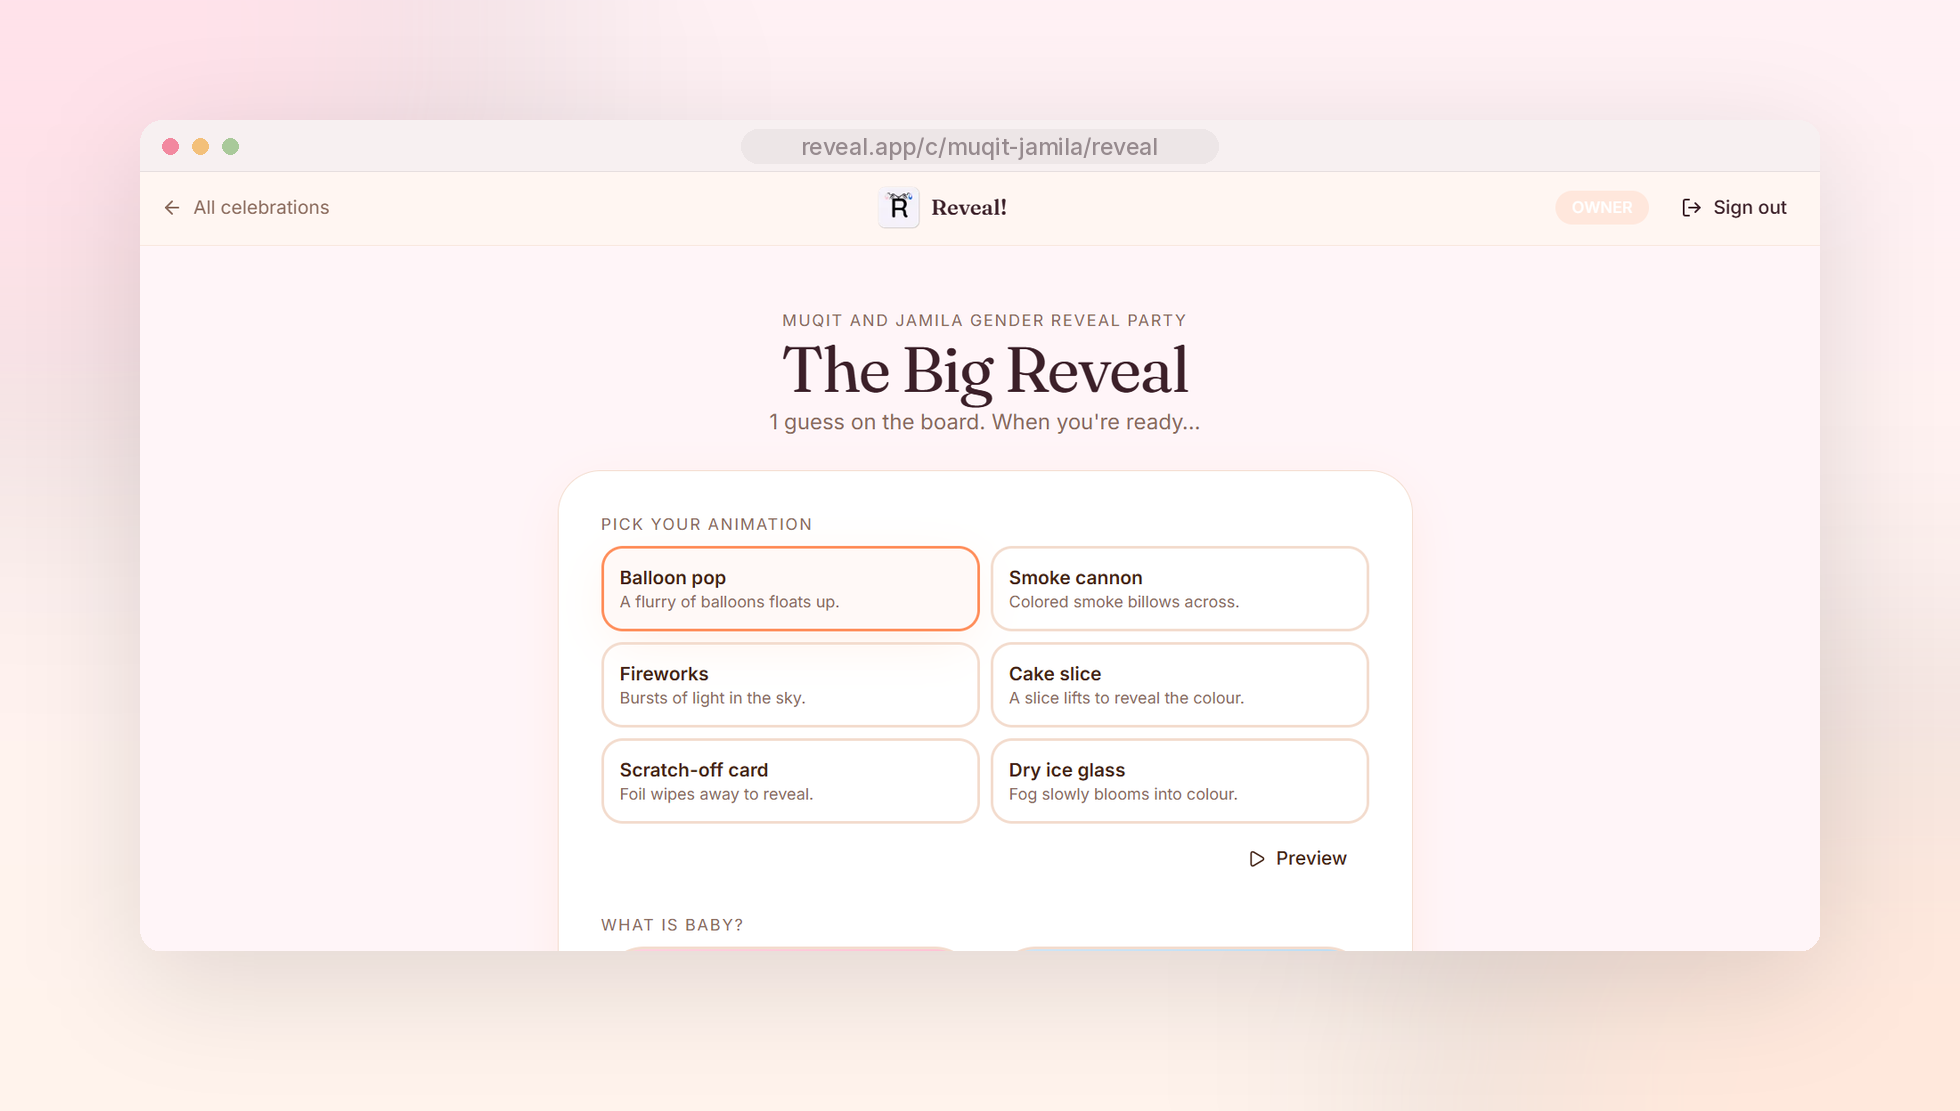 reveal.app/c/muqit-jamila/reveal
All celebrations
R
Reveal!
OWNER
Sign out
MUQIT AND JAMILA GENDER REVEAL PARTY
The Big Reveal
1 guess on the board. When you're ready...
PICK YOUR ANIMATION
Balloon pop
A flurry of balloons floats up.
Smoke cannon
Colored smoke billows across.
Fireworks
Bursts of light in the sky.
Cake slice
A slice lifts to reveal the colour.
Scratch-off card
Foil wipes away to reveal.
Dry ice glass
Fog slowly blooms into colour.
Preview
WHAT IS BABY?